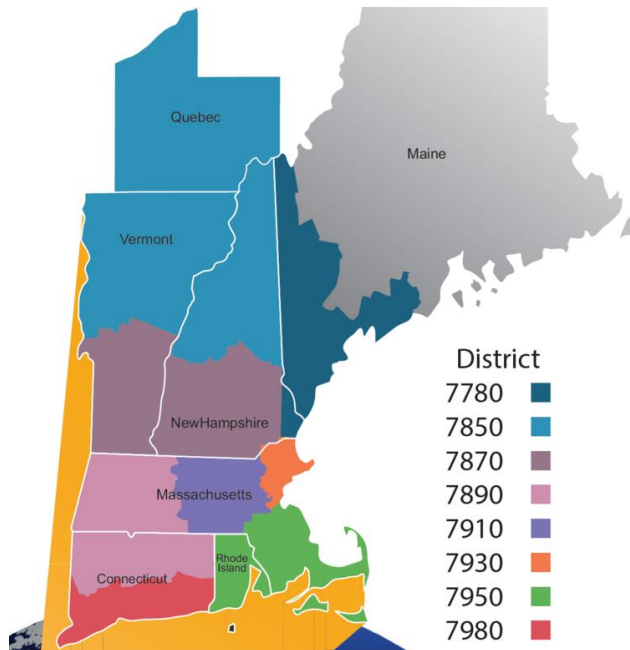 Quebec
Maine
Vermont
NewHampshire
Massachusetts
Rhode
Island
Connecticut
District
7780
7850
7870
7890
7910
7930
7950
7980